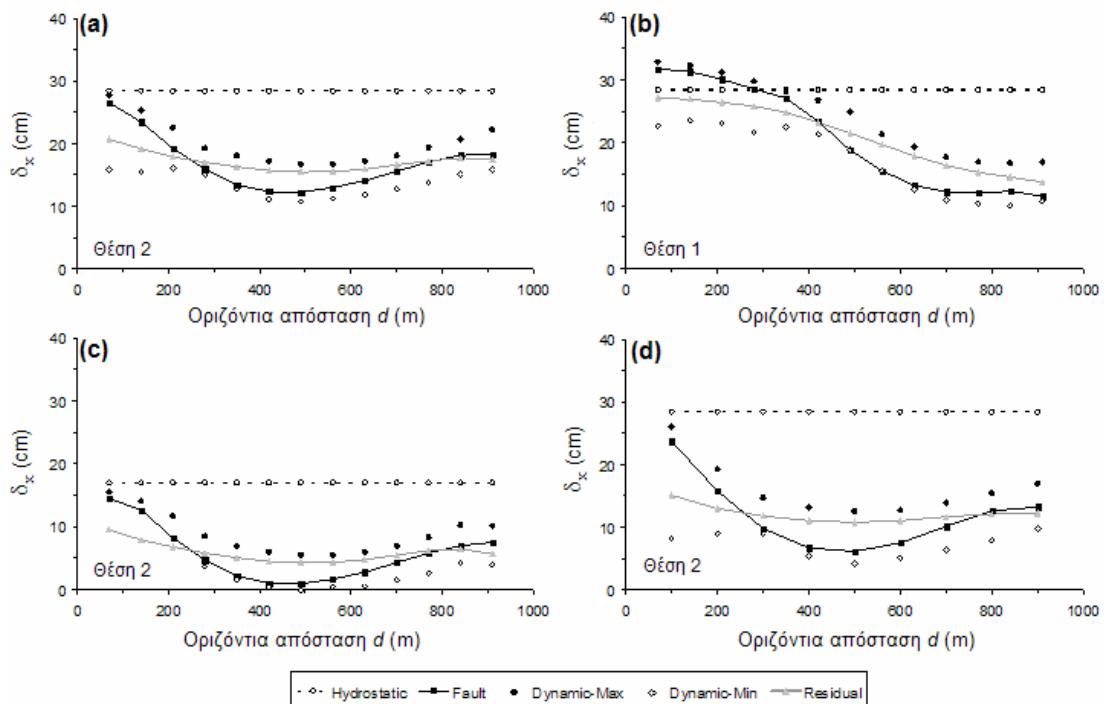 (a)
40
30
20
10
0
δx (cm)
Θέση 2
0 200 400 600 800 1000
Οριζόντια απόσταση d (m)
(b)
40
30
20
10
0
δx (cm)
Θέση 1
0 200 400 600 800 1000
Οριζόντια απόσταση d (m)
(c)
40
30
20
10
0
δx (cm)
Θέση 2
0 200 400 600 800 1000
Οριζόντια απόσταση d (m)
(d)
40
30
20
10
0
δx (cm)
Θέση 2
0 200 400 600 800 1000
Οριζόντια απόσταση d (m)
Hydrostatic Fault Dynamic-Max Dynamic-Min Residual